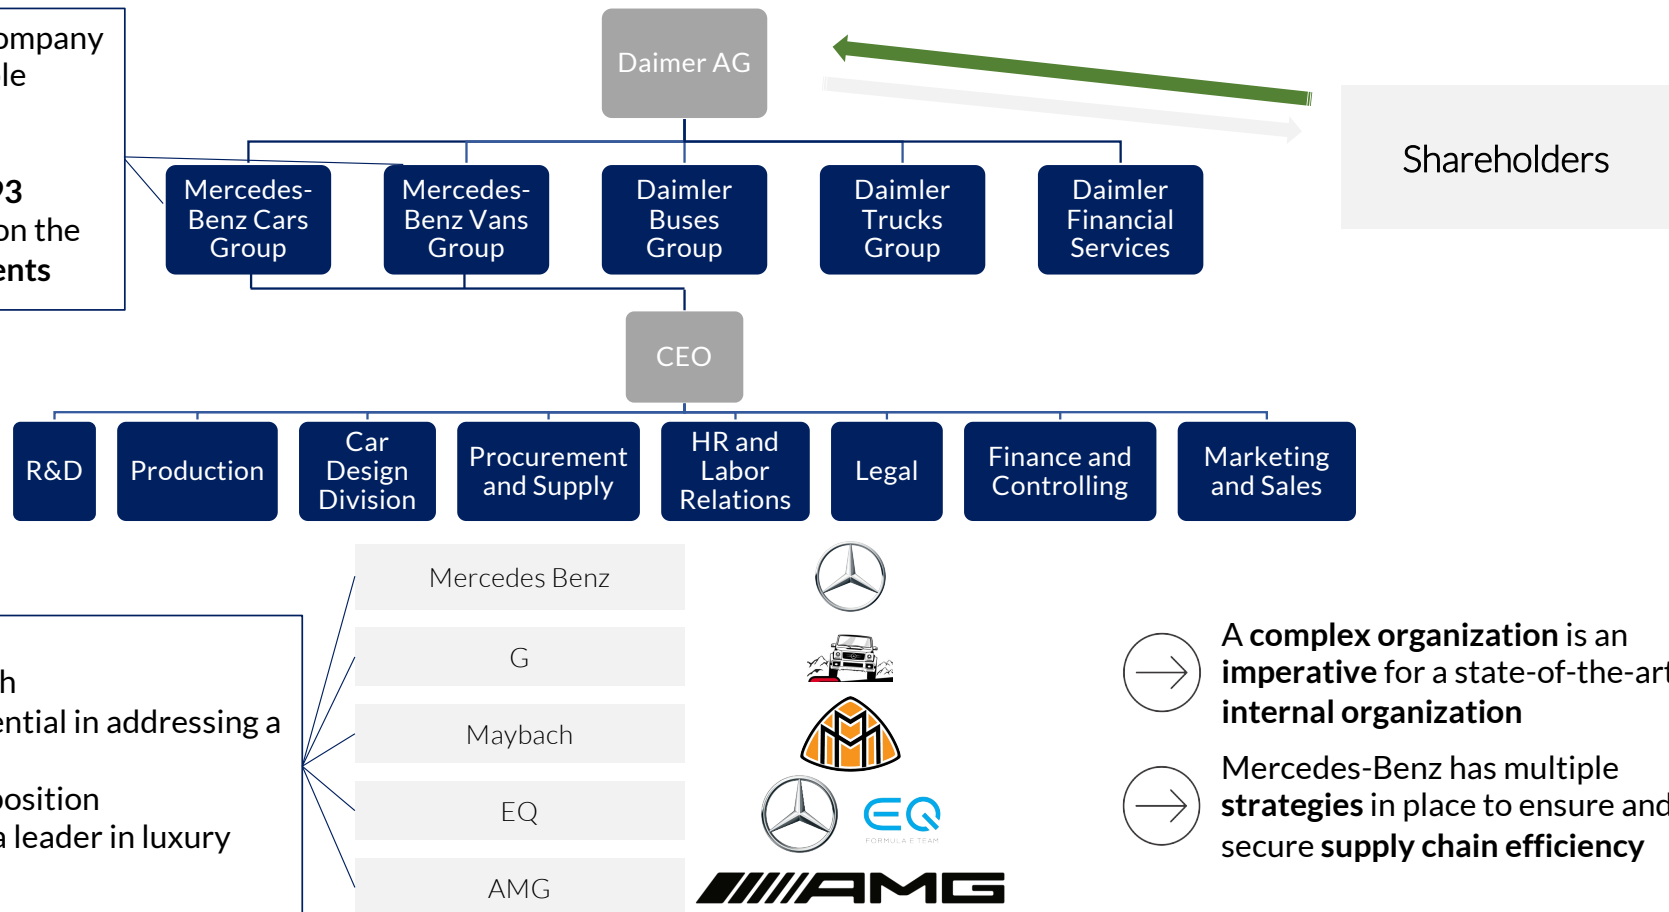 Daimer AG
Shareholders
ompany
le
93
on the
ents
Mercedes-
Benz Cars
Group
Mercedes-
Benz Vans
Group
Daimler
Buses
Group
Daimler
Trucks
Group
Daimler
Financial
Services
CEO
R&D
Production
Car
Design
Division
Procurement
and Supply
HR and
Labor
Relations
Legal
Finance and
Controlling
Marketing
and Sales
h
ential in addressing a
position
a leader in luxury
Mercedes Benz
G
Maybach
EQ
EQ
FORMULA E TEAM
AMG
AMG
A complex organization is an
imperative for a state-of-the-art
internal organization
Mercedes-Benz has multiple
strategies in place to ensure and
secure supply chain efficiency